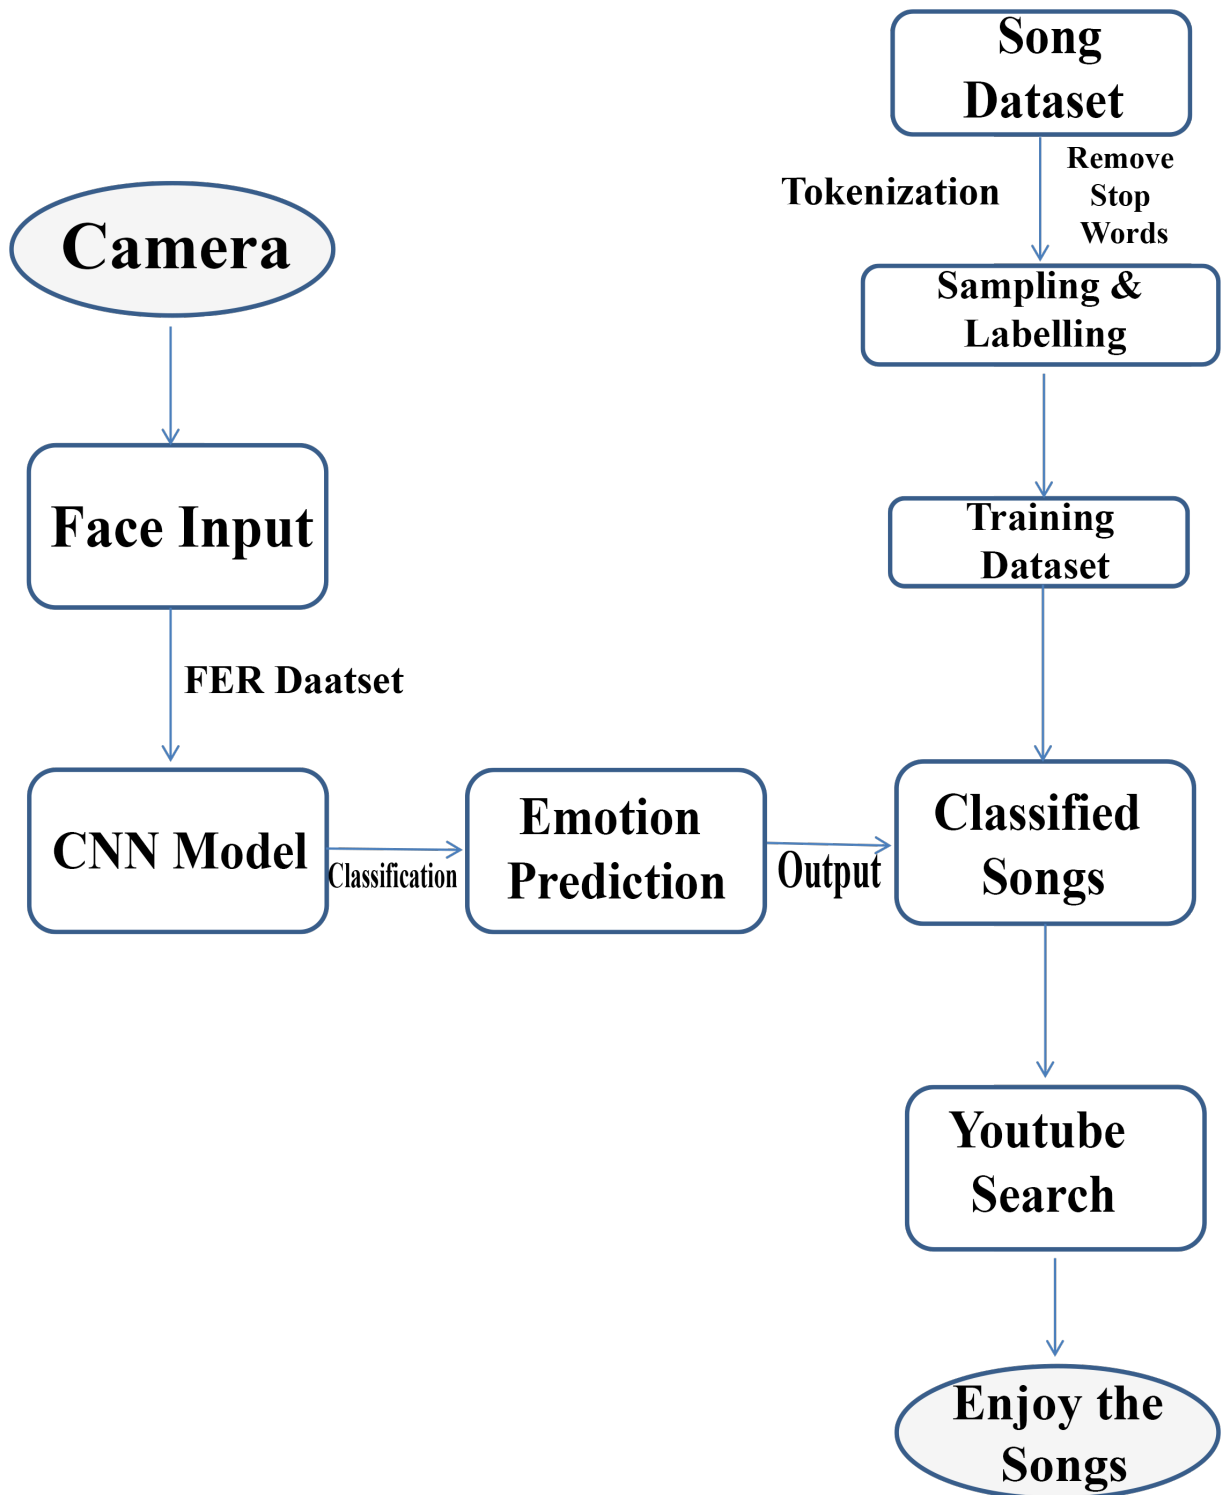 Song
Dataset
Tokenization
Remove
Stop
Words
Camera
Sampling &
Labelling
Face Input
Training
Dataset
FER Daatset
CNN Model
Classification
Emotion
Prediction
Output
Classified
Songs
Youtube
Search
Enjoy the
Songs